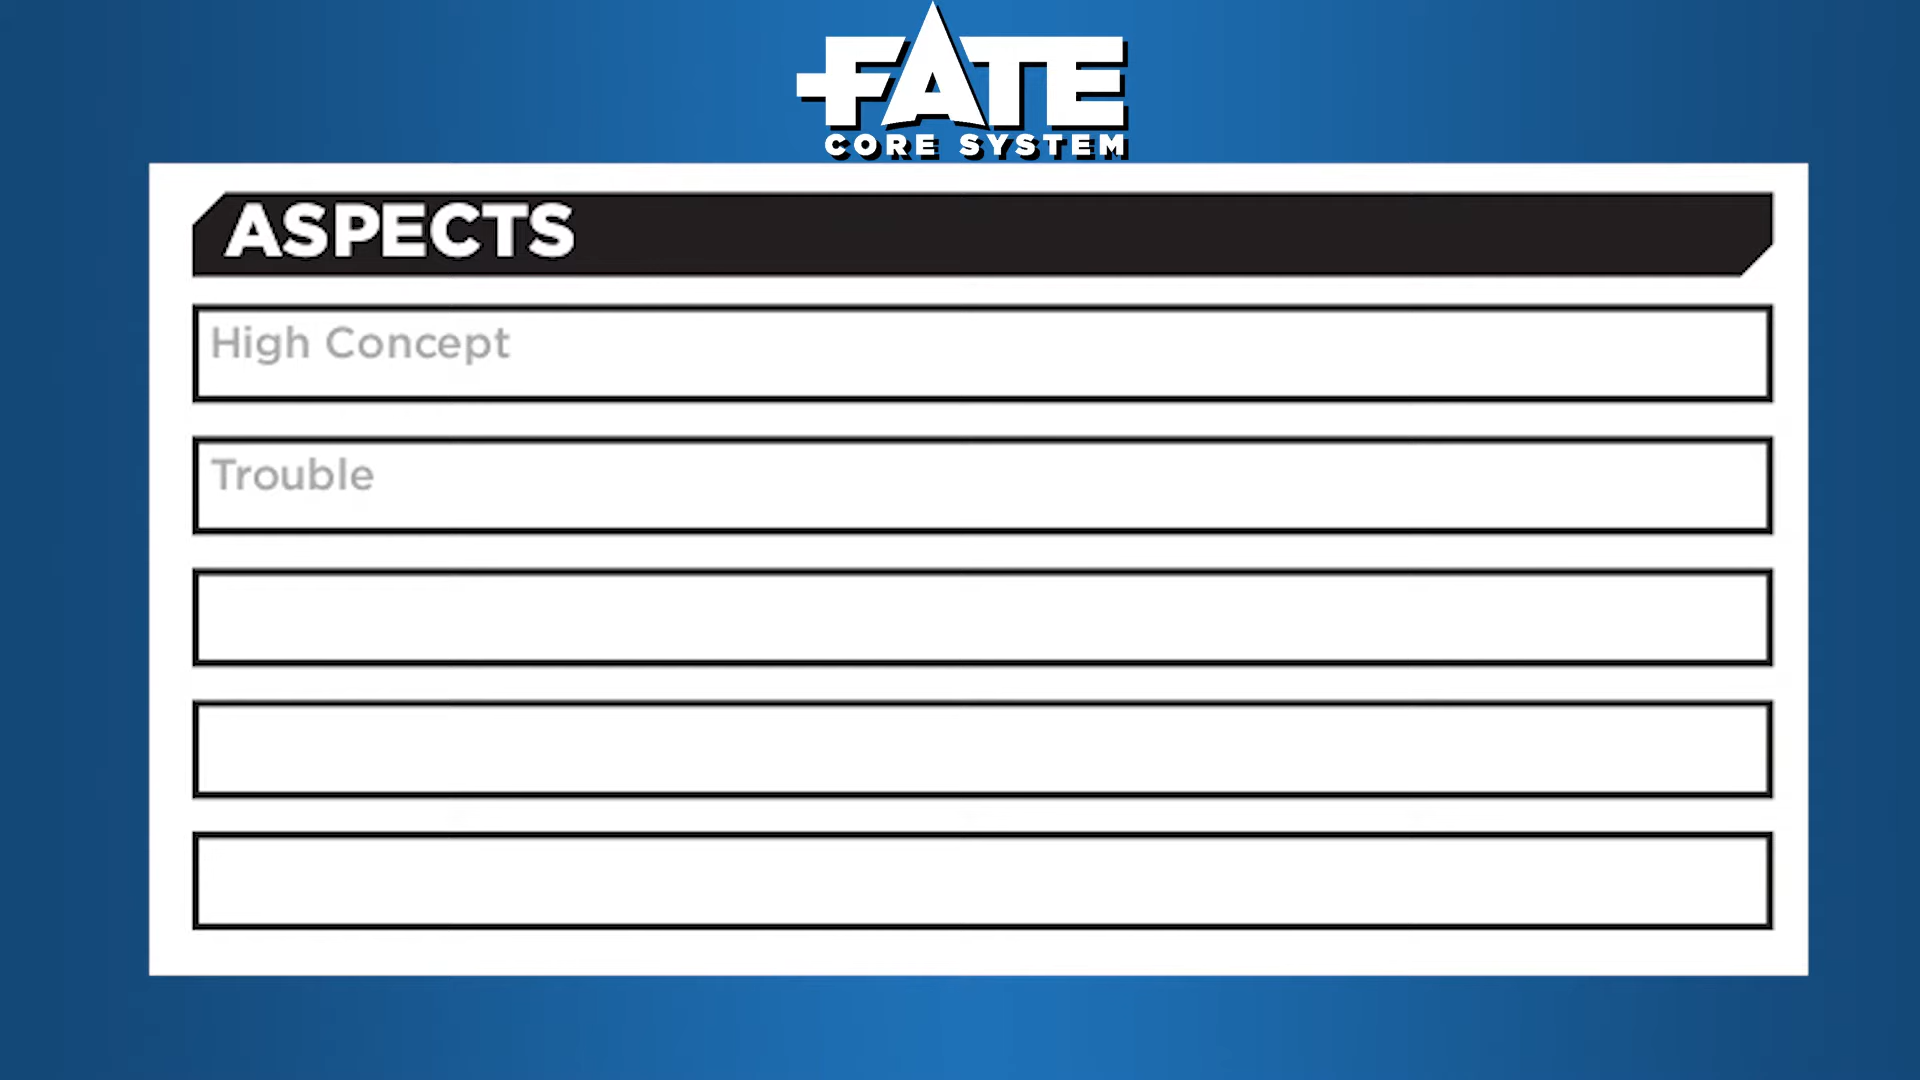 FATE
CORE SYSTEM
ASPECTS
High Concept
Trouble